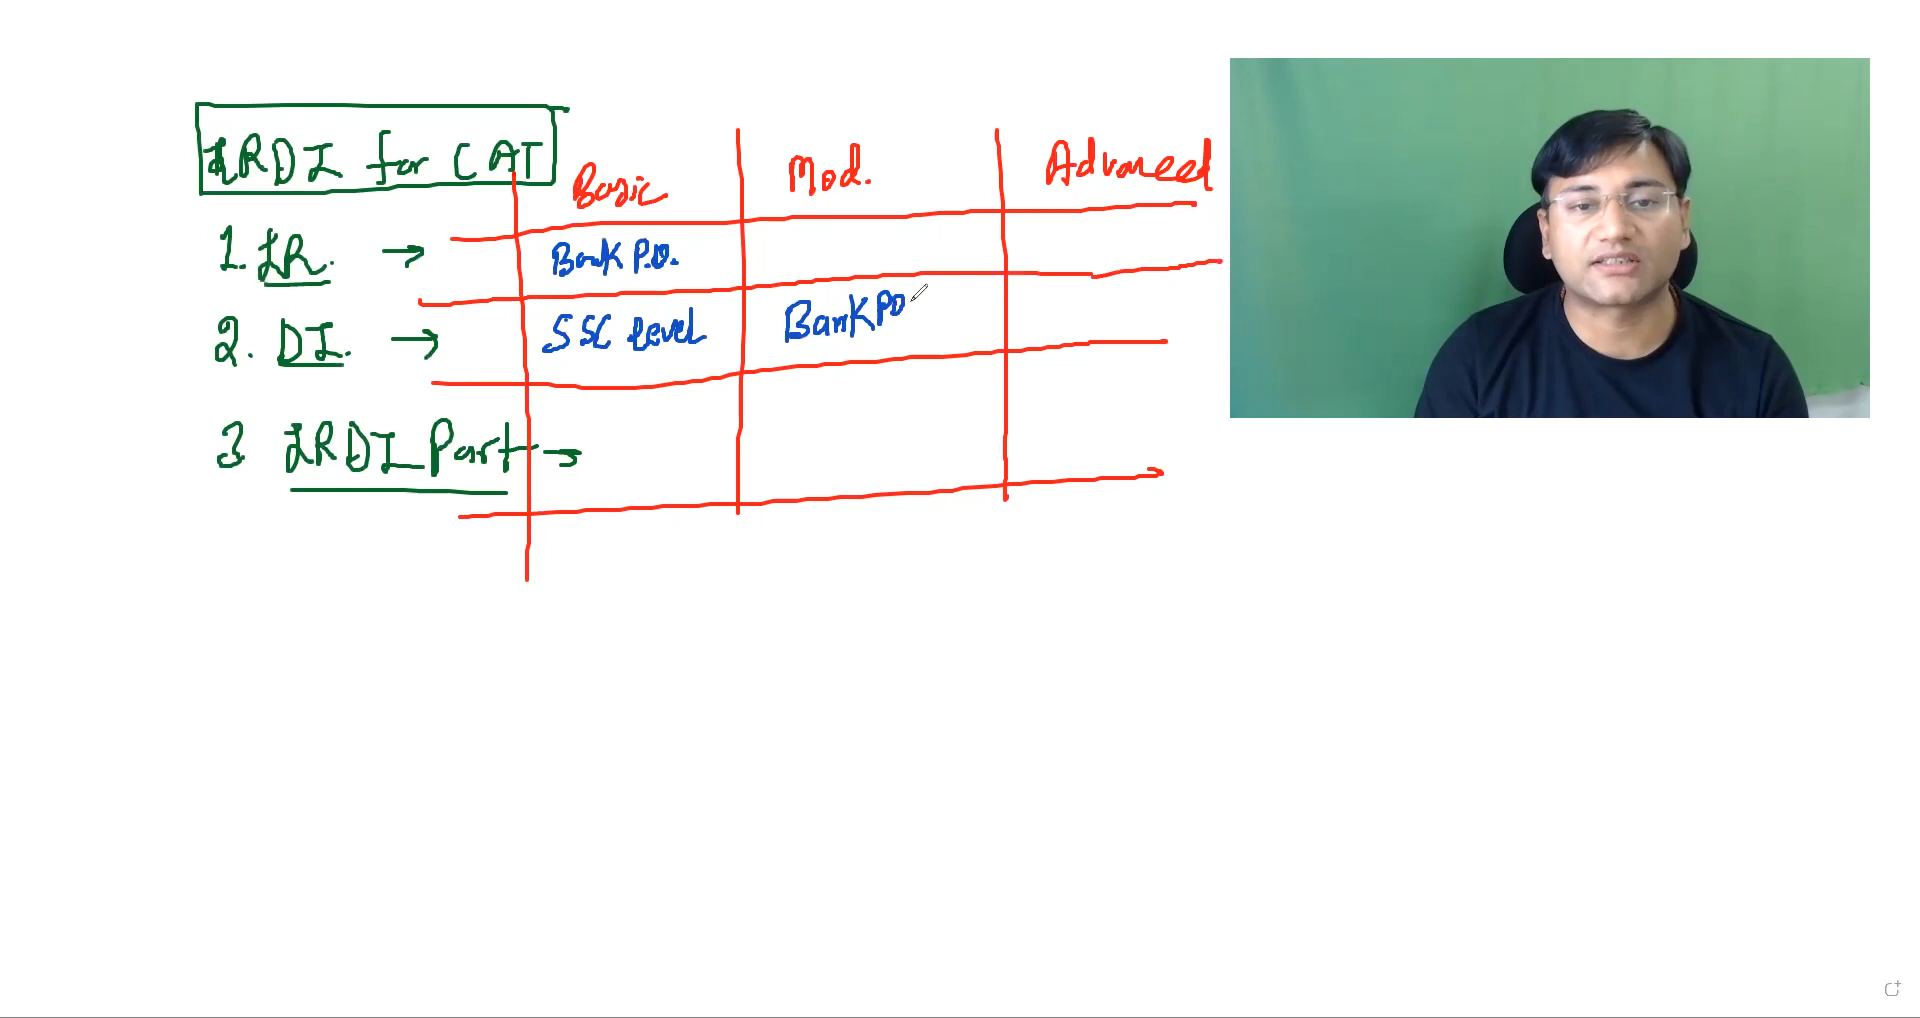 LRDI for CAT
Basic Mod. Advanced
1. LR. → Bank P.O.
2. DI. → SSC level Bank PO
3 LRDI Part →